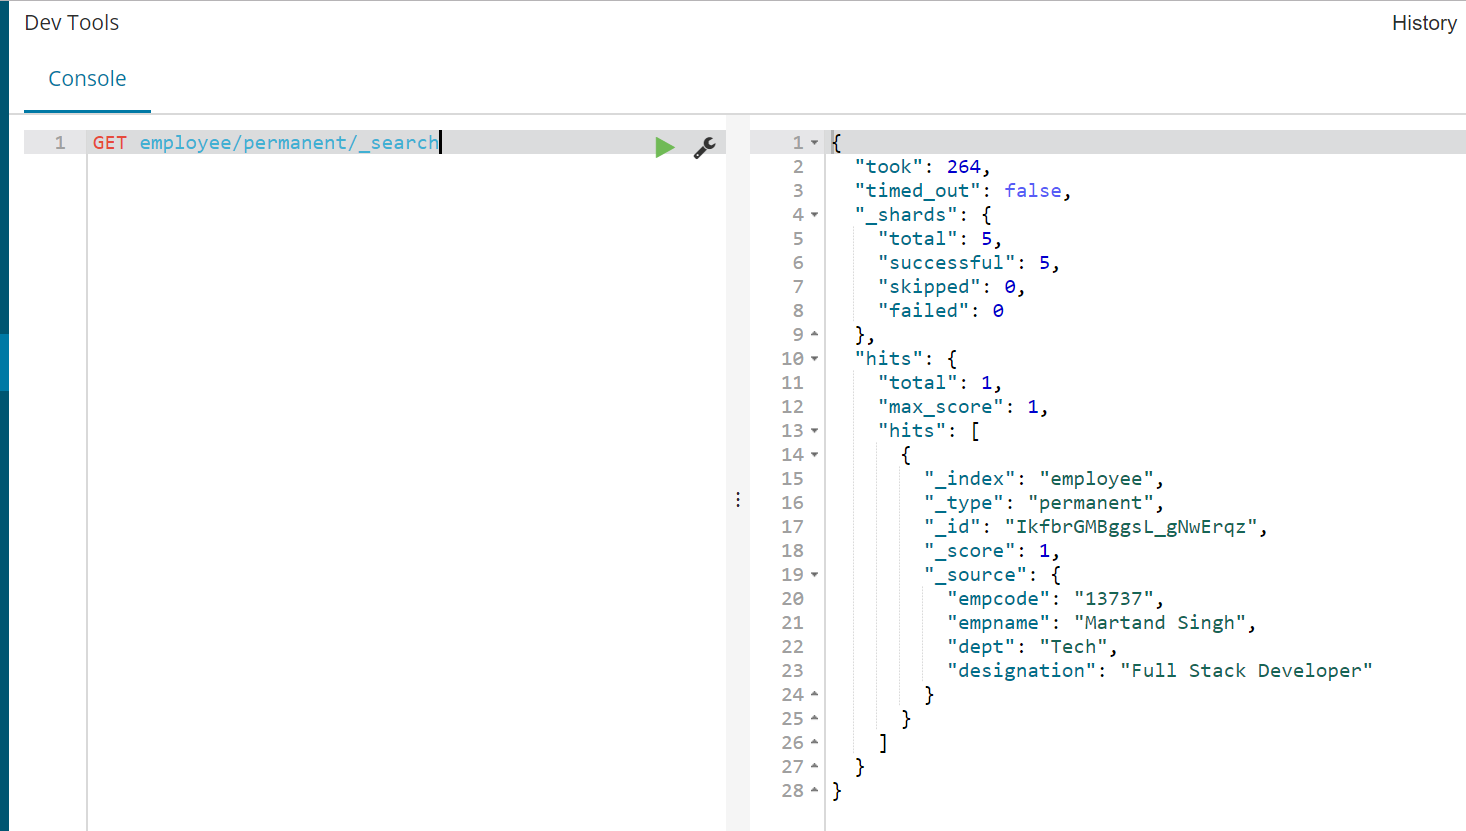 Dev Tools
History
Console
1 GET employee/permanent/_search
1 {
2 "took": 264,
3 "timed_out": false,
4 "_shards": {
5 "total": 5,
6 "successful": 5,
7 "skipped": 0,
8 "failed": 0
9 },
10 "hits": {
11 "total": 1,
12 "max_score": 1,
13 "hits": [
14 {
15 "_index": "employee",
16 "_type": "permanent",
17 "_id": "IkfbrGMBggsL_gNwErqz",
18 "_score": 1,
19 "_source": {
20 "empcode": "13737",
21 "empname": "Martand Singh",
22 "dept": "Tech",
23 "designation": "Full Stack Developer"
24 }
25 }
26 ]
27 }
28 }